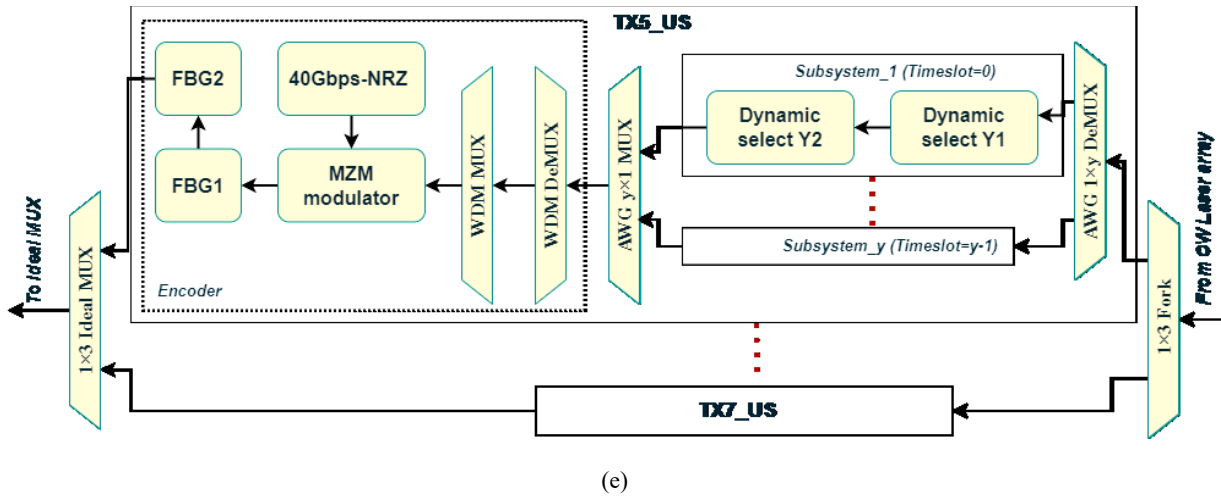 TX5_US
FBG2
40Gbps-NRZ
FBG1
MZM
modulator
WDM MUX
WDM DeMUX
Encoder
AWG y×1 MUX
Subsystem_1 (Timeslot=0)
Dynamic
select Y2
Dynamic
select Y1
Subsystem_y (Timeslot=y-1)
AWG 1×y DeMUX
1×3 Fork
From CW Laser array
To Ideal MUX
1×3 Ideal MUX
TX7_US
(e)